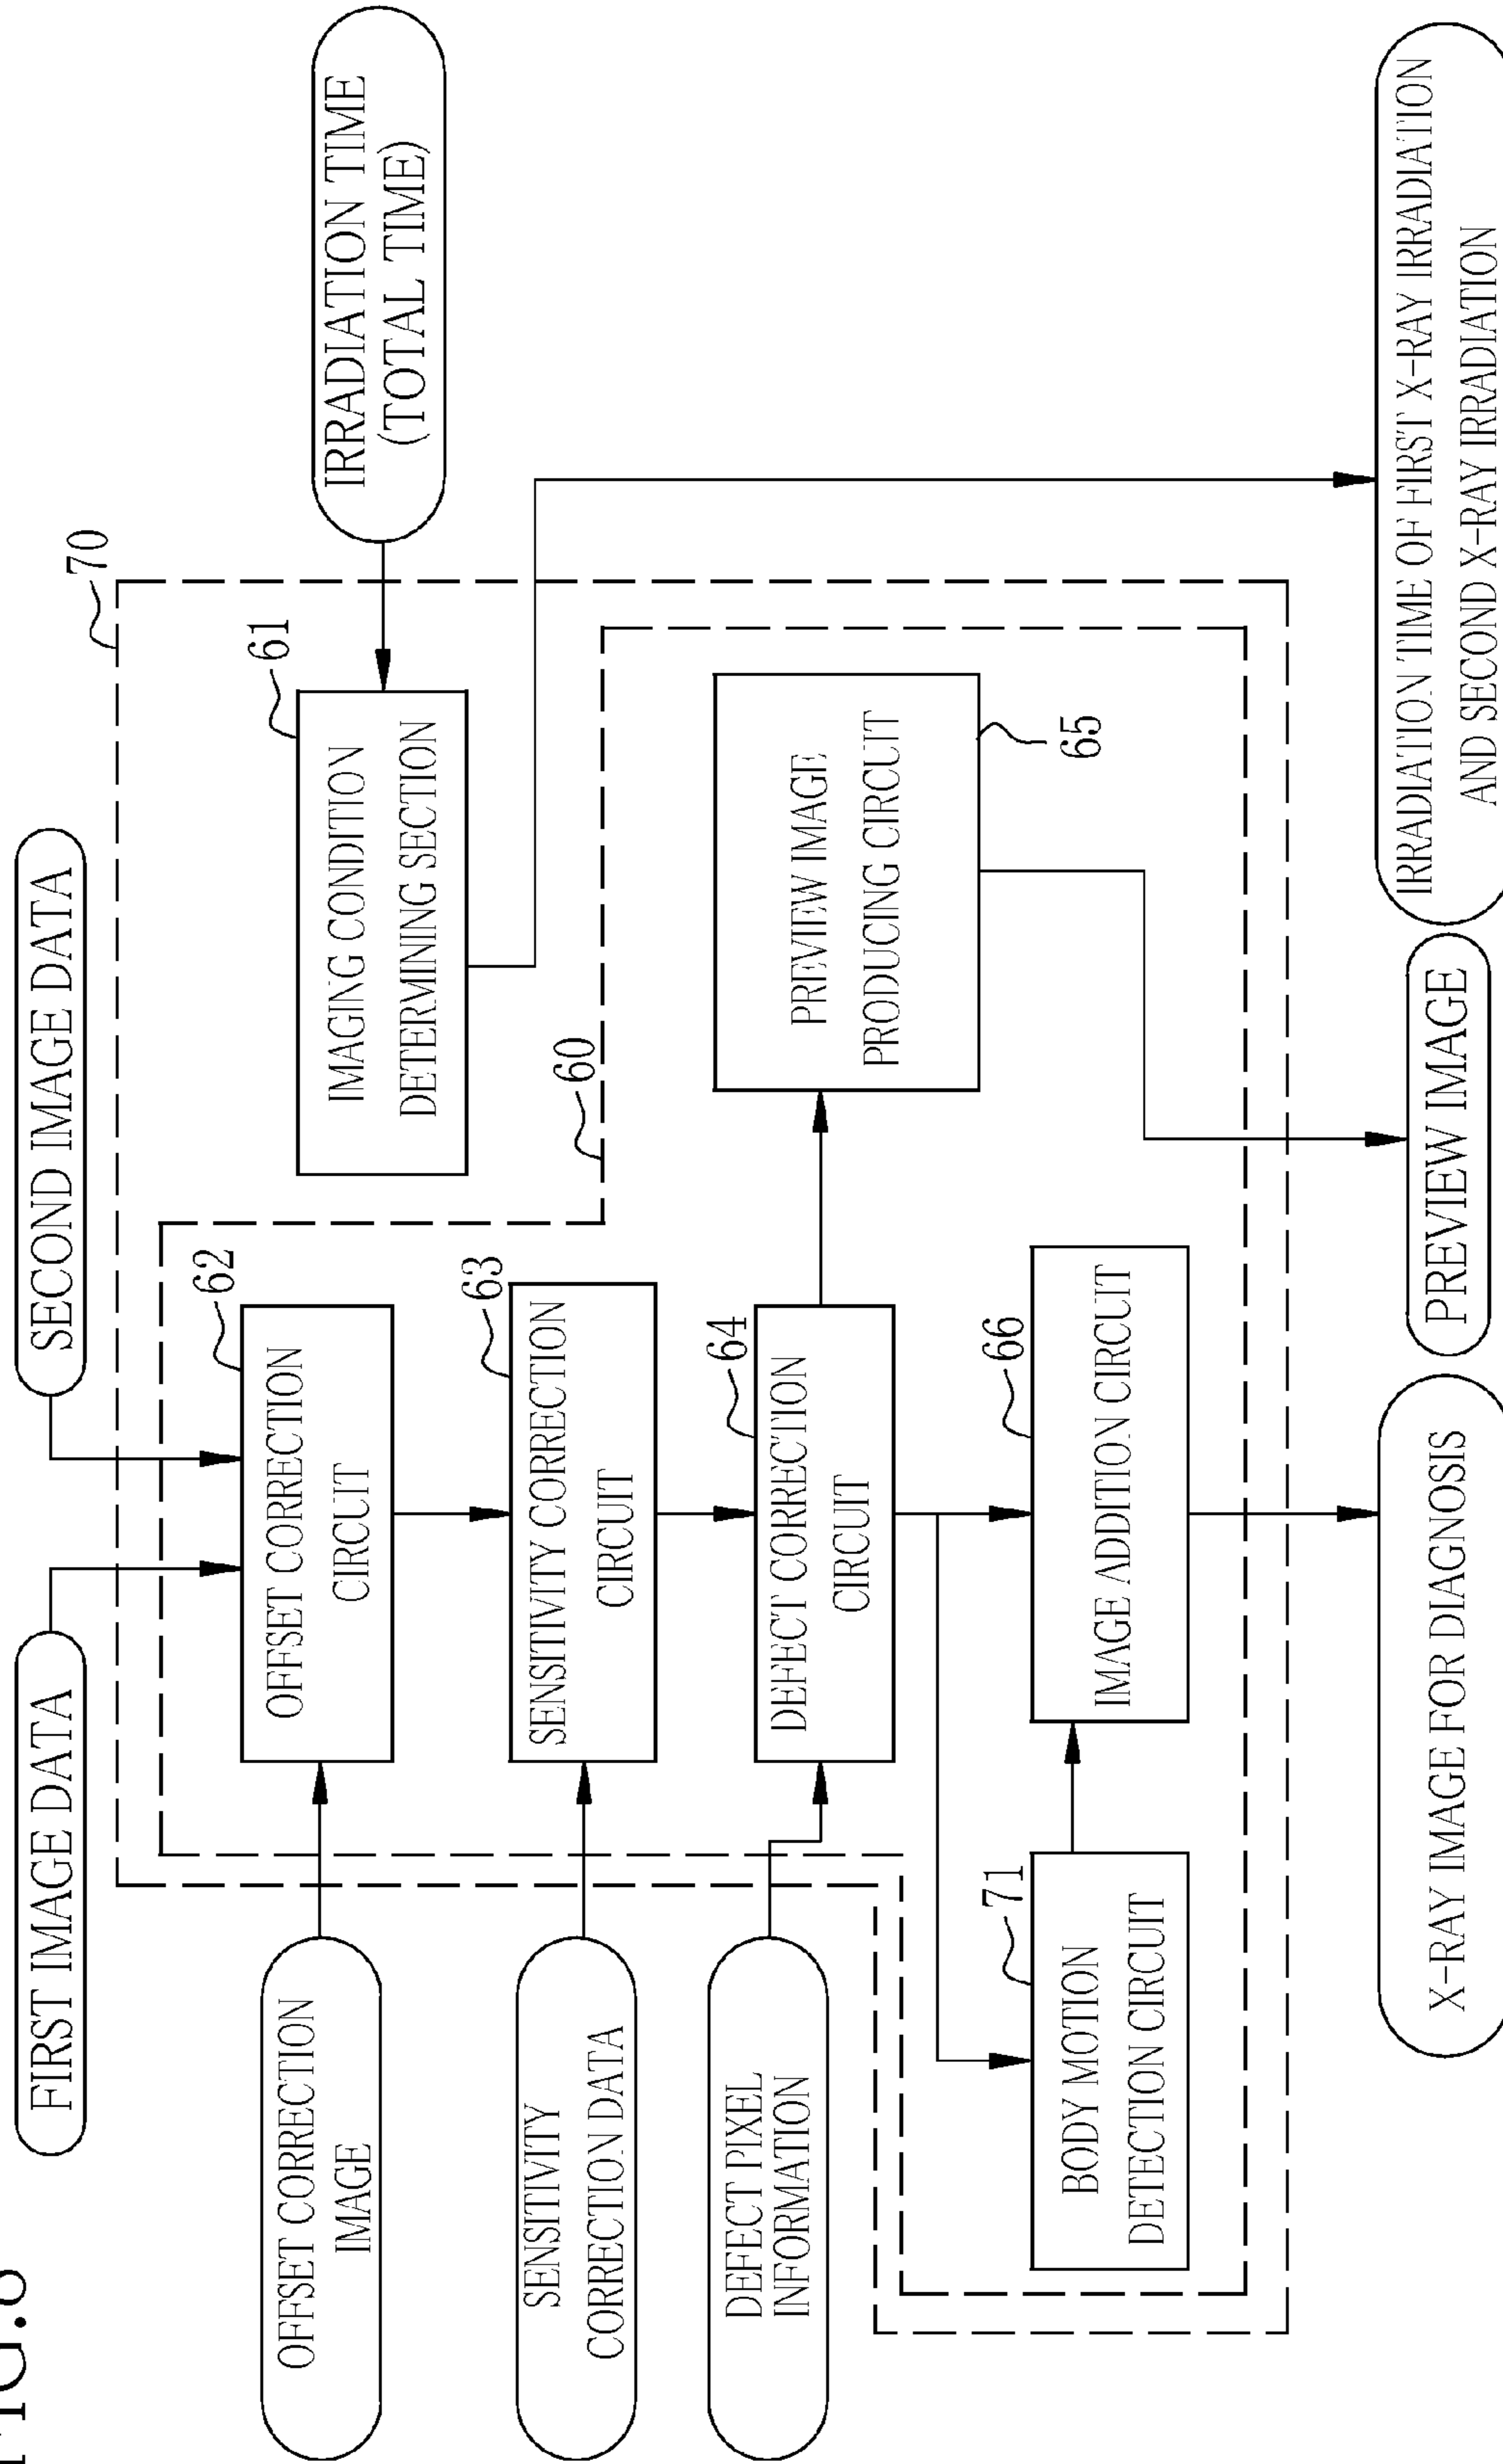 FIG.8
FIRST IMAGE DATA
SECOND IMAGE DATA
70
OFFSET CORRECTION
IMAGE
OFFSET CORRECTION
CIRCUIT
62
IMAGING CONDITION
DETERMINING SECTION
61
IRRADIATION TIME
(TOTAL TIME)
SENSITIVITY
CORRECTION DATA
SENSITIVITY CORRECTION
CIRCUIT
63
60
DEFECT PIXEL
INFORMATION
DEFECT CORRECTION
CIRCUIT
64
PREVIEW IMAGE
PRODUCING CIRCUIT
65
BODY MOTION
DETECTION CIRCUIT
71
IMAGE ADDITION CIRCUIT
66
X-RAY IMAGE FOR DIAGNOSIS
PREVIEW IMAGE
IRRADIATION TIME OF FIRST X-RAY IRRADIATION
AND SECOND X-RAY IRRADIATION